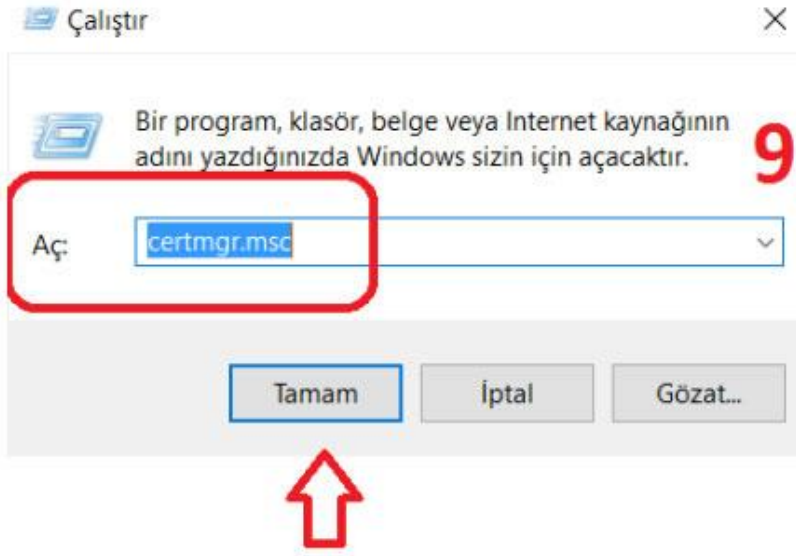 Çalıştır
Bir program, klasör, belge veya Internet kaynağının
adını yazdığınızda Windows sizin için açacaktır.
9
Aç: certmgr.msc
Tamam İptal Gözat...